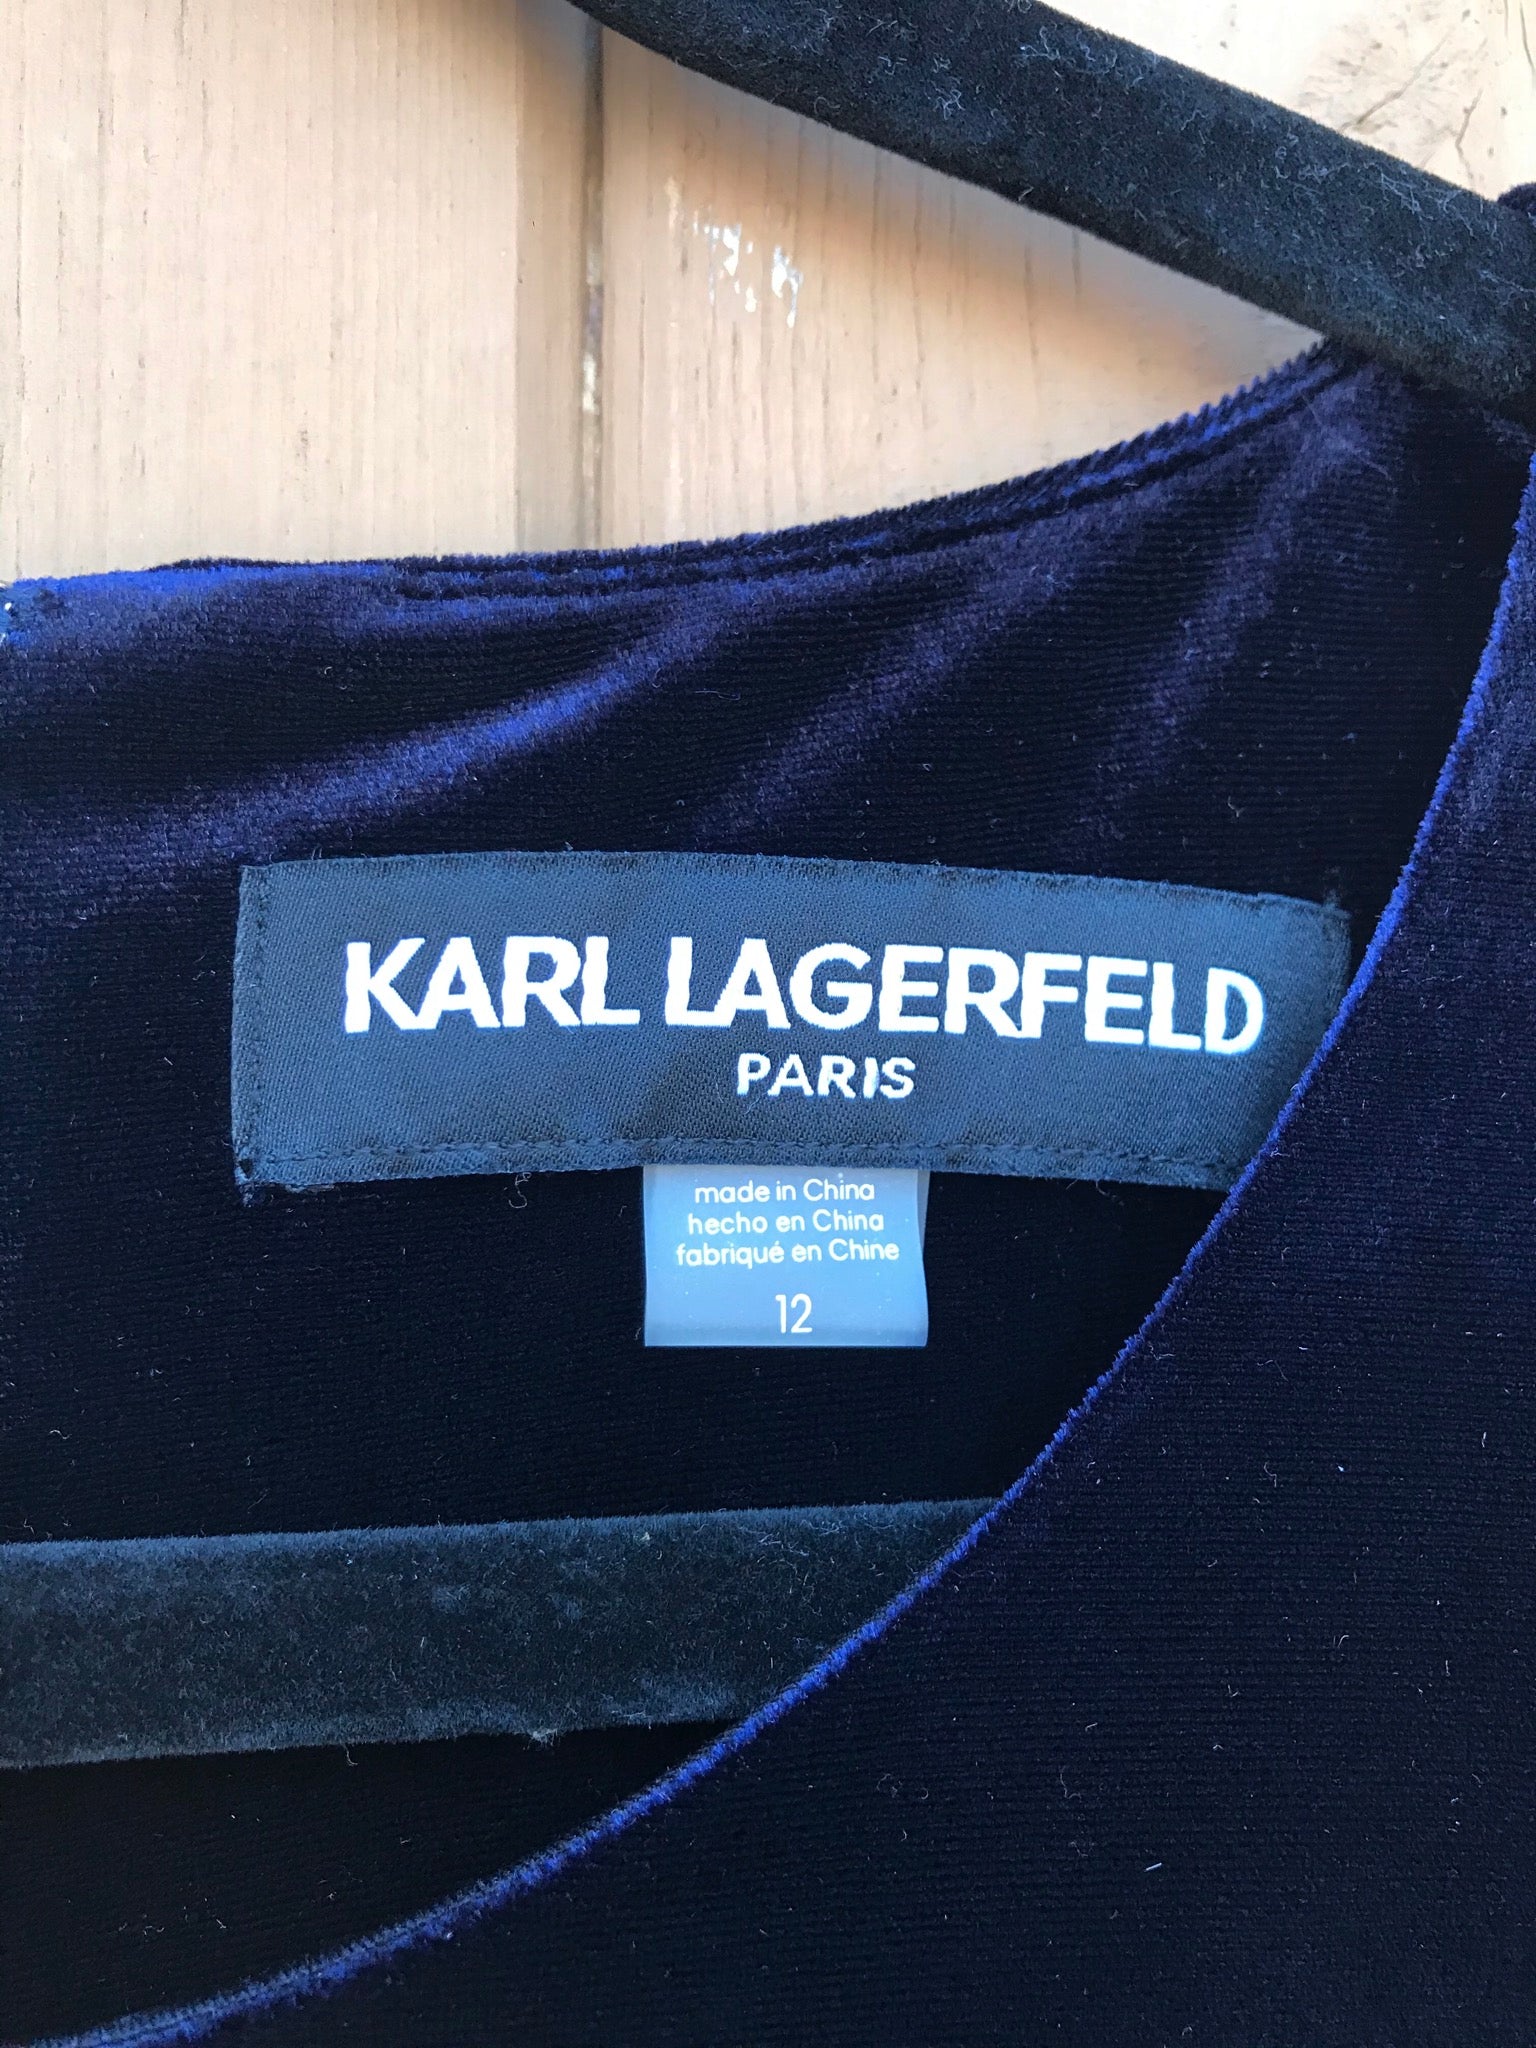 KARL LAGERFELD
PARIS
made in China
hecho en China
fabriqué en Chine
12